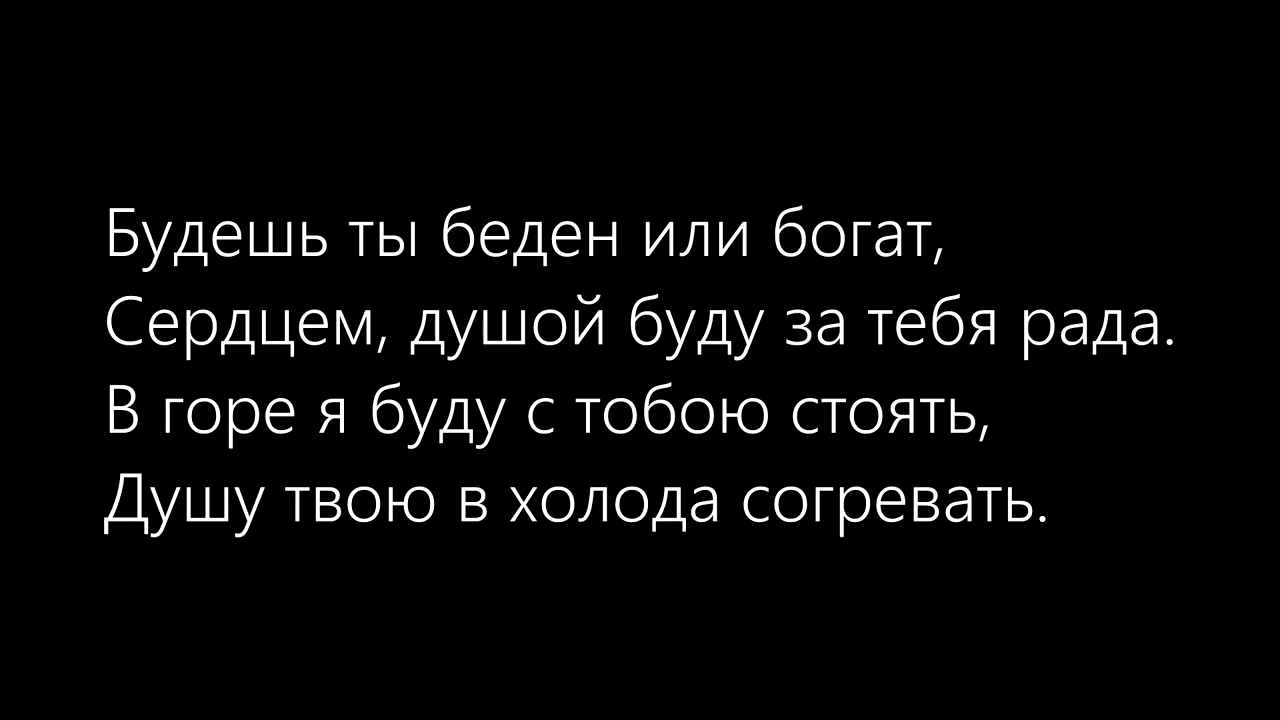 Будешь ты беден или богат,
Сердцем, душой буду за тебя рада.
В горе я буду с тобою стоять,
Душу твою в холода согревать.